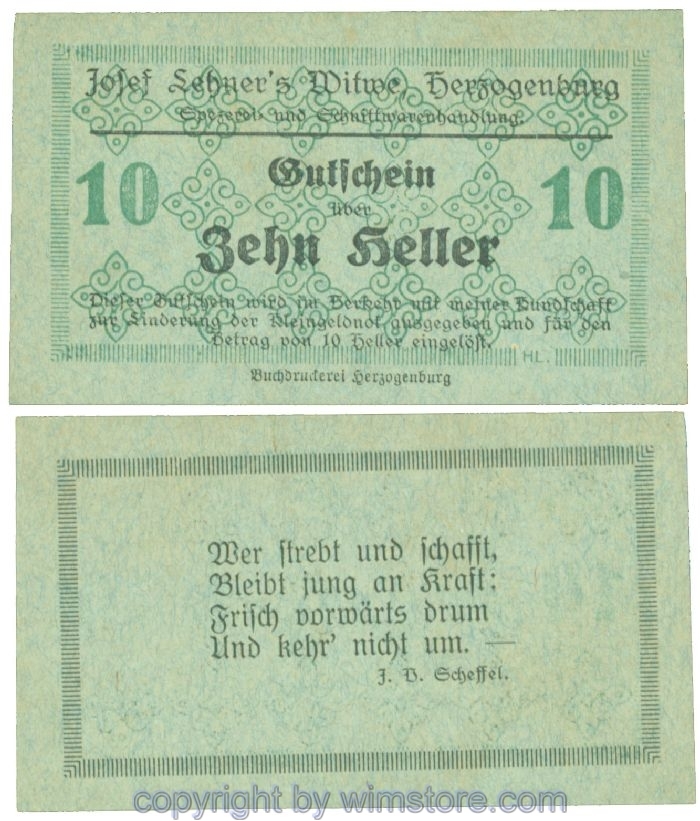 Josef Lehner's Witwe, Herzogenburg
Spezerei- und Schnittwarenhandlung.
10 Gutschein 10
über
Zehn Heller
Dieser Gutschein wird im Verkehr mit meiner Kundschaft
zur Linderung der Kleingeldnot ausgegeben und für den
Betrag von 10 Heller eingelöst.
HL.
Buchdruckerei Herzogenburg
Wer strebt und schafft,
Bleibt jung an Kraft:
Frisch vorwärts drum
Und kehr' nicht um. —
J. V. Scheffel.
copyright by wimstore.com